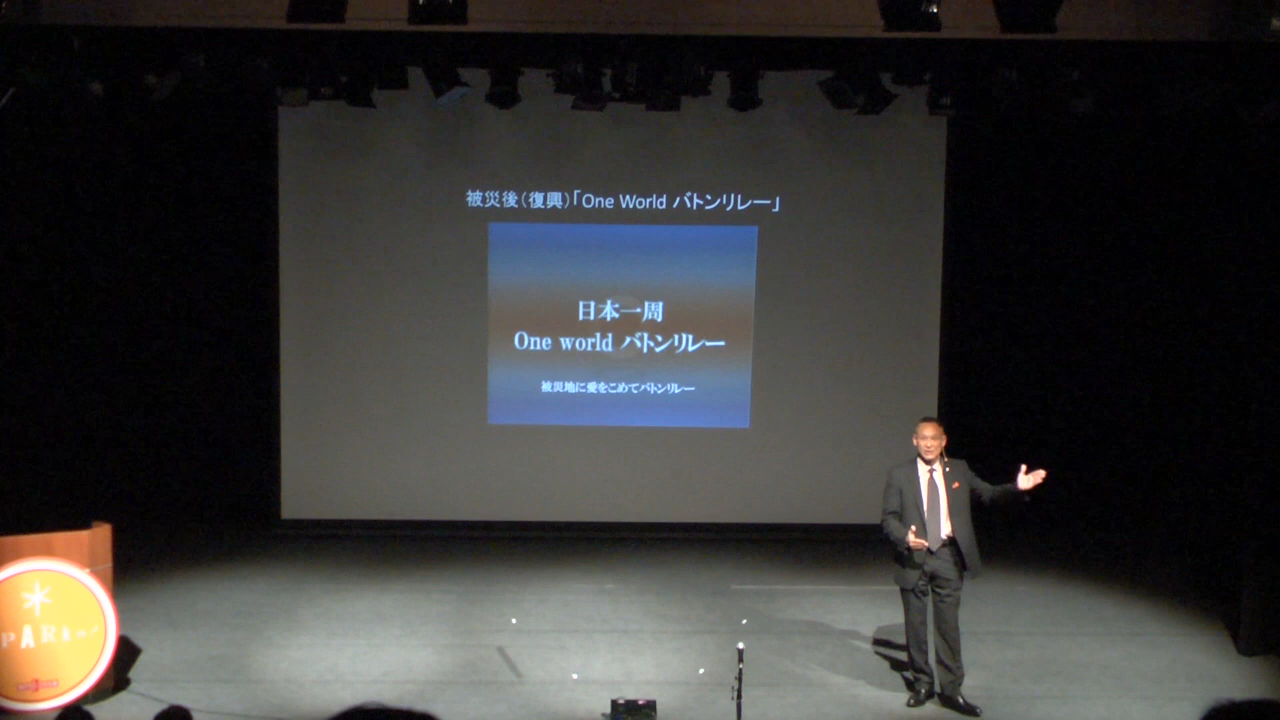 被災後(復興)「One World バトンリレー」
日本一周
One world バトンリレー
被災地に愛をこめてバトンリレー